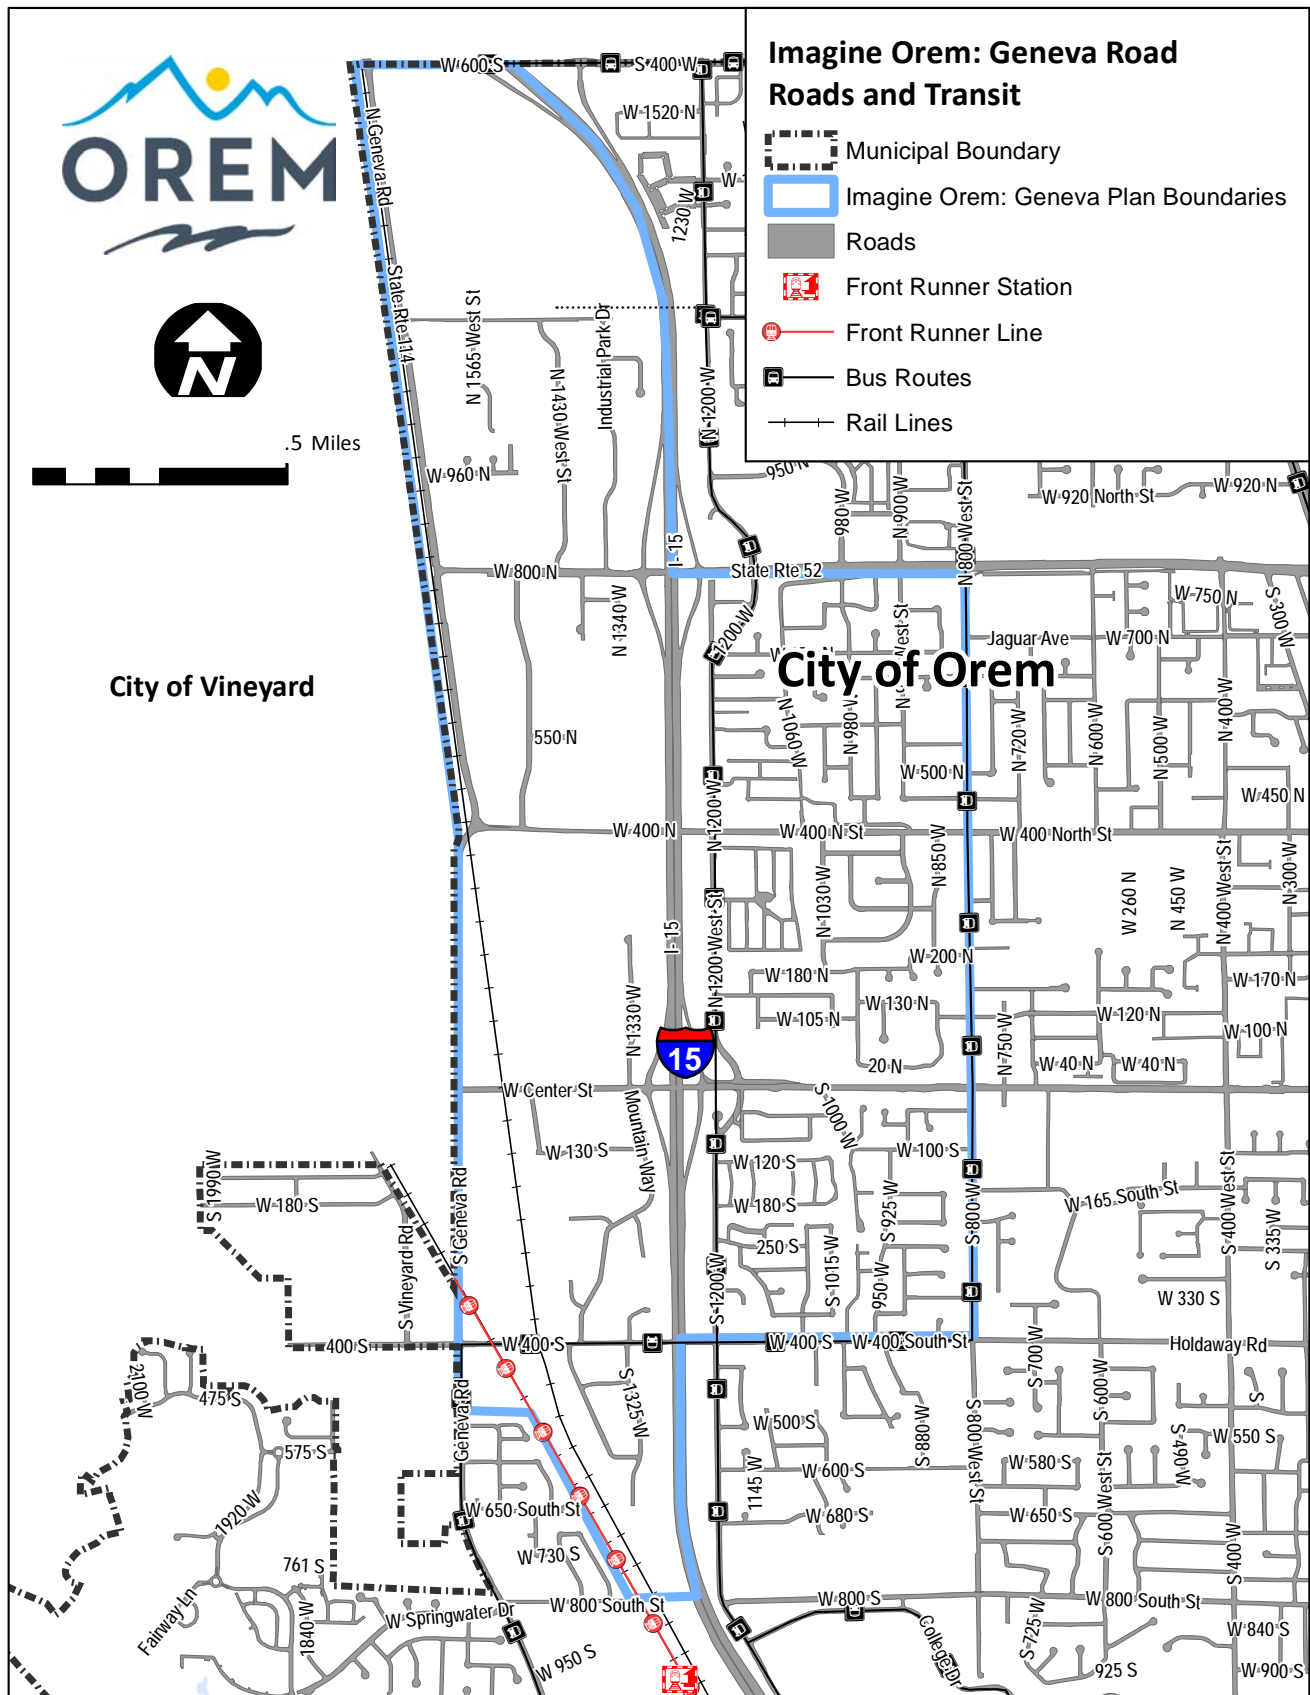 OREM
N
.5 Miles
Imagine Orem: Geneva Road
Roads and Transit
Municipal Boundary
Imagine Orem: Geneva Plan Boundaries
Roads
Front Runner Station
Front Runner Line
Bus Routes
Rail Lines
W 600 S
S 400 W
W 1520 N
N Geneva Rd
1230 W
State Rte 114
N 1565 West St
N 1430 West St
Industrial Park Dr
N 1200 W
W 960 N
950 N
980 W
N 900 W
N 800 West St
W 920 North St
W 920 N
W 800 N
I-15
State Rte 52
N 1340 W
1200 W
Jaguar Ave
W 700 N
W 750 N
S 300 W
City of Vineyard
City of Orem
550 N
N 1060 W
N 980 W
N 720 W
N 600 W
N 500 W
N 400 W
W 500 N
W 450 N
W 400 N
N 1200 W
W 400 N St
W 400 North St
N 850 W
N 1030 W
W 260 N
N 450 W
N 400 West St
N 300 W
I-15
N 1200 West St
W 200 N
W 180 N
W 170 N
W 130 N
W 105 N
W 120 N
W 100 N
N 1330 W
15
20 N
N 750 W
W 40 N
W 40 N
W Center St
Mountain Way
S 1000 W
W 130 S
W 100 S
W 120 S
W 180 S
S 1990 W
W 180 S
S Vineyard Rd
S Geneva Rd
S 925 W
S 800 W
W 165 South St
S 400 West St
S 335 W
250 S
S 1015 W
950 W
S 1200 W
W 330 S
400 S
W 400 S
W 400 S
W 400 South St
Holdaway Rd
2100 W
475 S
S 1325 W
S 700 W
S 600 W
S
Geneva Rd
W 500 S
S 880 W
S 800 West St
S 490 W
W 550 S
575 S
W 600 S
W 580 S
S 600 West St
1145 W
1920 W
W 650 South St
W 680 S
W 650 S
W 730 S
761 S
S 400 W
Fairway Ln
1840 W
W Springwater Dr
W 800 South St
W 800 S
W 800 South St
College Dr
S 725 W
W 840 S
W 950 S
925 S
W 900 S